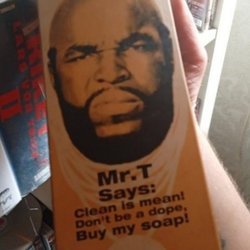 Mr.T
Says:
Clean is mean!
Don't be a dope,
Buy my soap!